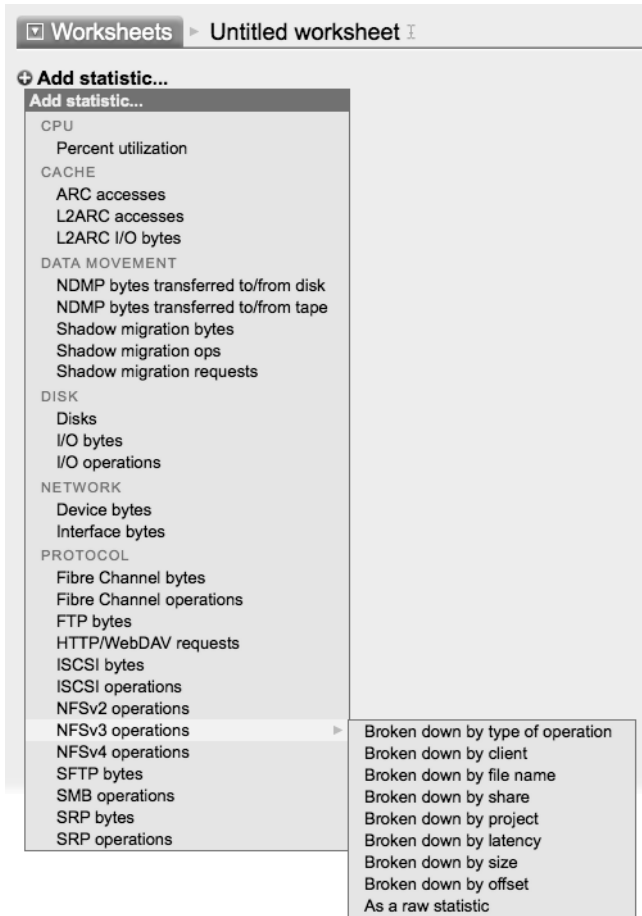 Worksheets Untitled worksheet
Add statistic...
Add statistic...
CPU
Percent utilization
CACHE
ARC accesses
L2ARC accesses
L2ARC I/O bytes
DATA MOVEMENT
NDMP bytes transferred to/from disk
NDMP bytes transferred to/from tape
Shadow migration bytes
Shadow migration ops
Shadow migration requests
DISK
Disks
I/O bytes
I/O operations
NETWORK
Device bytes
Interface bytes
PROTOCOL
Fibre Channel bytes
Fibre Channel operations
FTP bytes
HTTP/WebDAV requests
ISCSI bytes
ISCSI operations
NFSv2 operations
NFSv3 operations
NFSv4 operations
SFTP bytes
SMB operations
SRP bytes
SRP operations
Broken down by type of operation
Broken down by client
Broken down by file name
Broken down by share
Broken down by project
Broken down by latency
Broken down by size
Broken down by offset
As a raw statistic